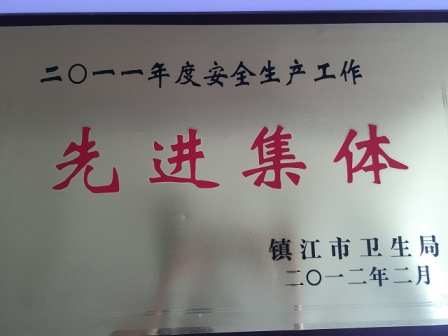 二〇一一年度安全生产工作
先进集体
镇江市卫生局
二〇一二年二月